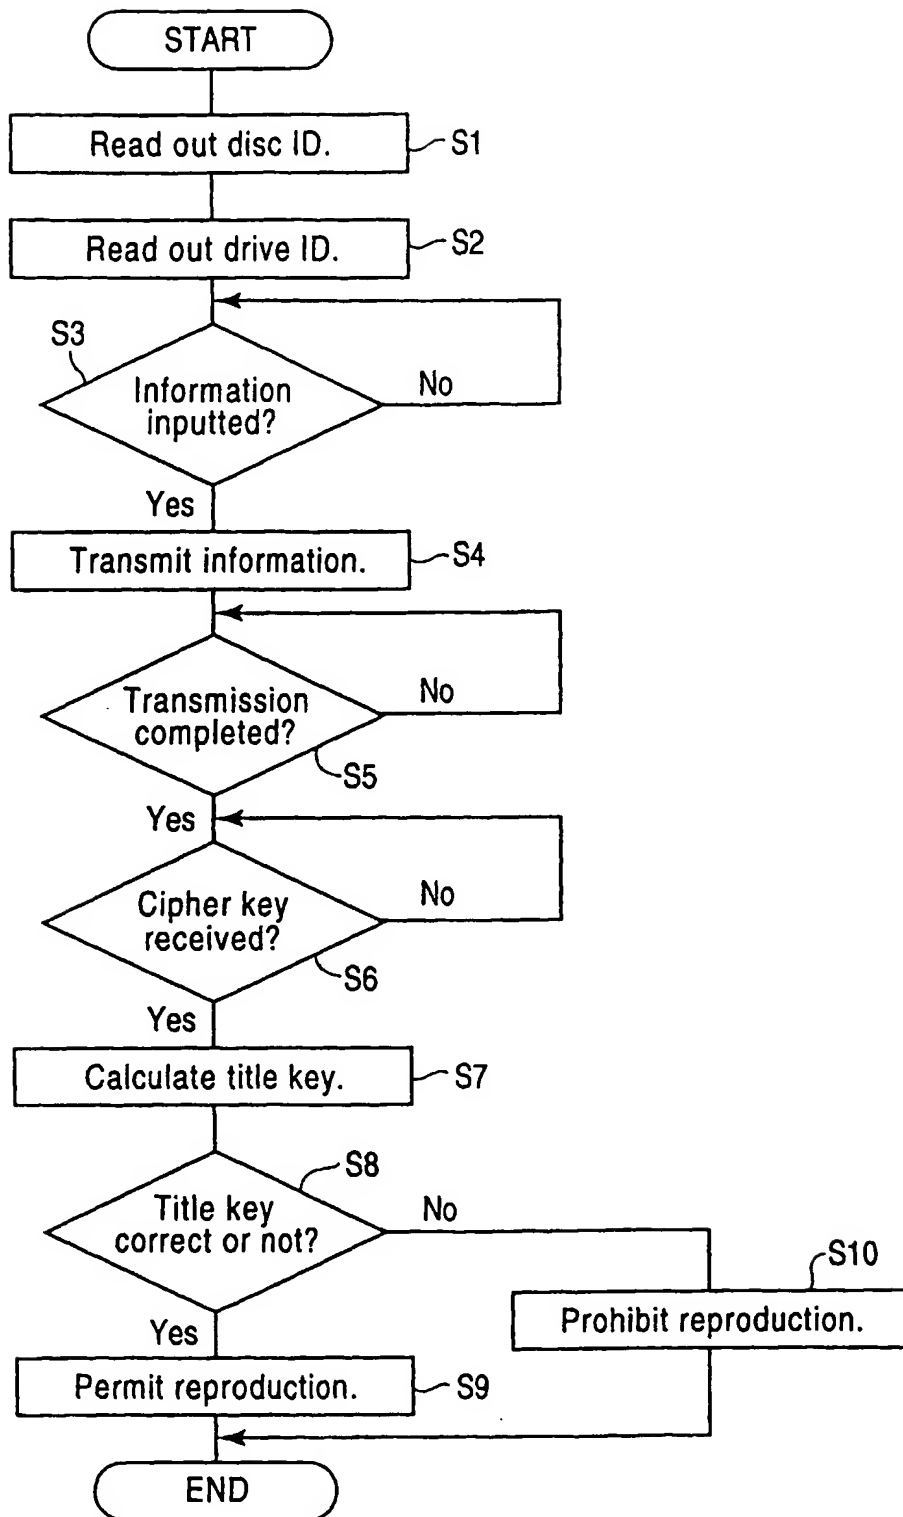 START
Read out disc ID.
S1
Read out drive ID.
S2
S3
Information
inputted?
No
Yes
Transmit information.
S4
Transmission
completed?
No
S5
Yes
Cipher key
received?
No
S6
Yes
Calculate title key.
S7
S8
Title key
correct or not?
No
S10
Prohibit reproduction.
Yes
Permit reproduction.
S9
END